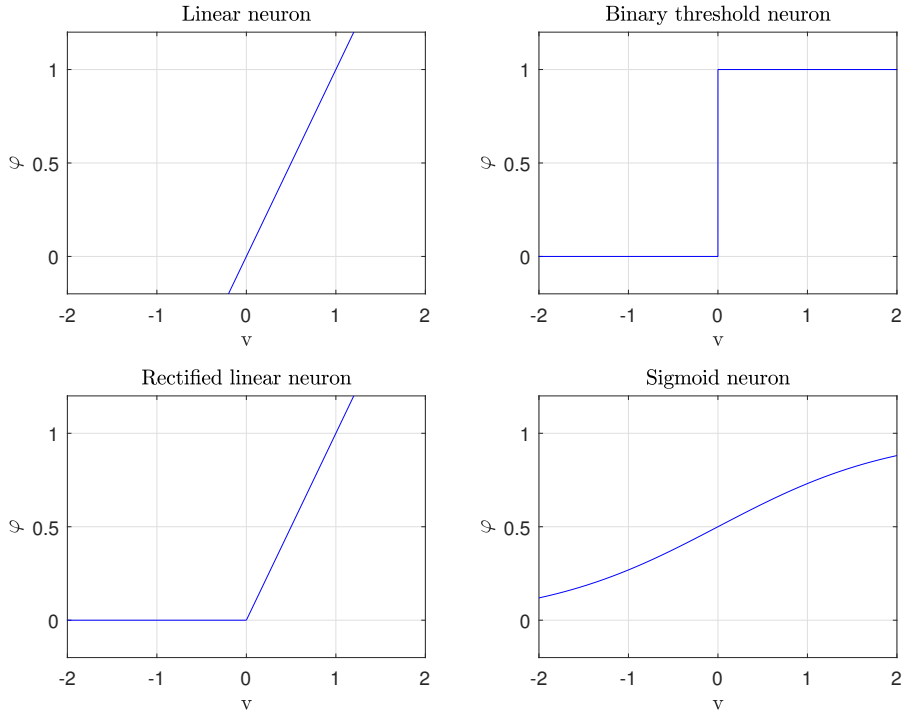 Linear neuron
1
0.5
0
φ
-2 -1 0 1 2
v
Binary threshold neuron
1
0.5
0
φ
-2 -1 0 1 2
v
Rectified linear neuron
1
0.5
0
φ
-2 -1 0 1 2
v
Sigmoid neuron
1
0.5
0
φ
-2 -1 0 1 2
v